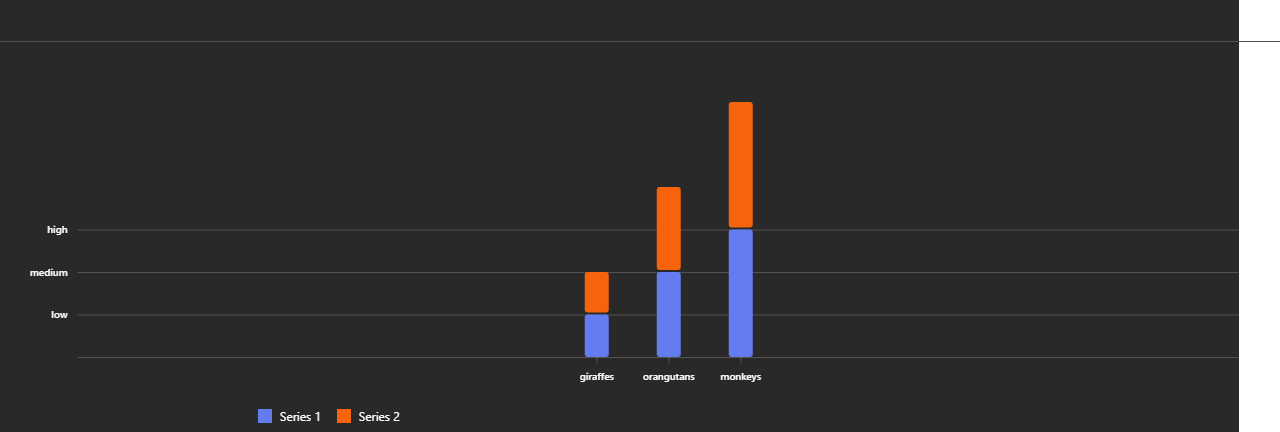 high
medium
low
giraffes orangutans monkeys
Series 1 Series 2